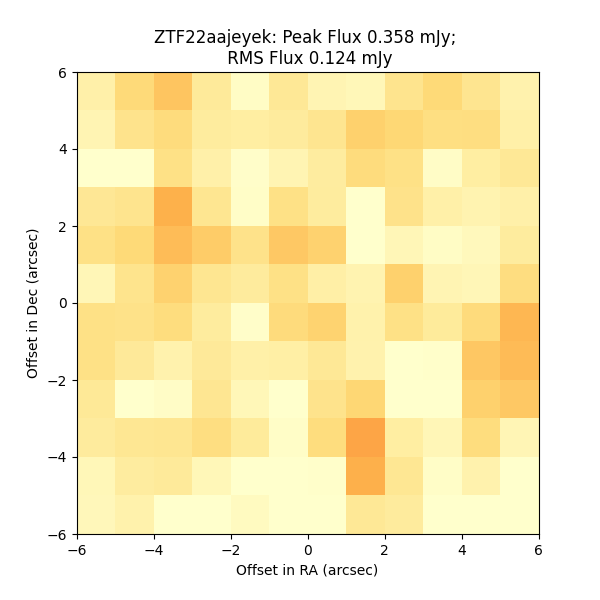 ZTF22aajeyek: Peak Flux 0.358 mJy;
RMS Flux 0.124 mJy
6
4
2
0
−2
−4
−6
Offset in Dec (arcsec)
−6 −4 −2 0 2 4 6
Offset in RA (arcsec)